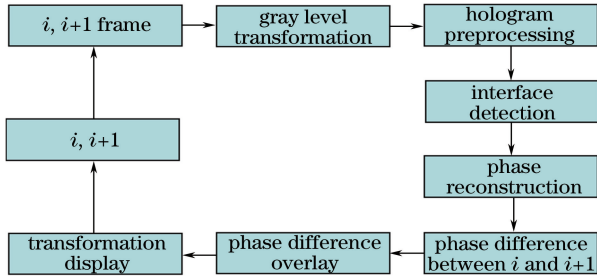 i, i+1 frame
gray level
transformation
hologram
preprocessing
interface
detection
phase
reconstruction
phase difference
between i and i+1
phase difference
overlay
transformation
display
i, i+1